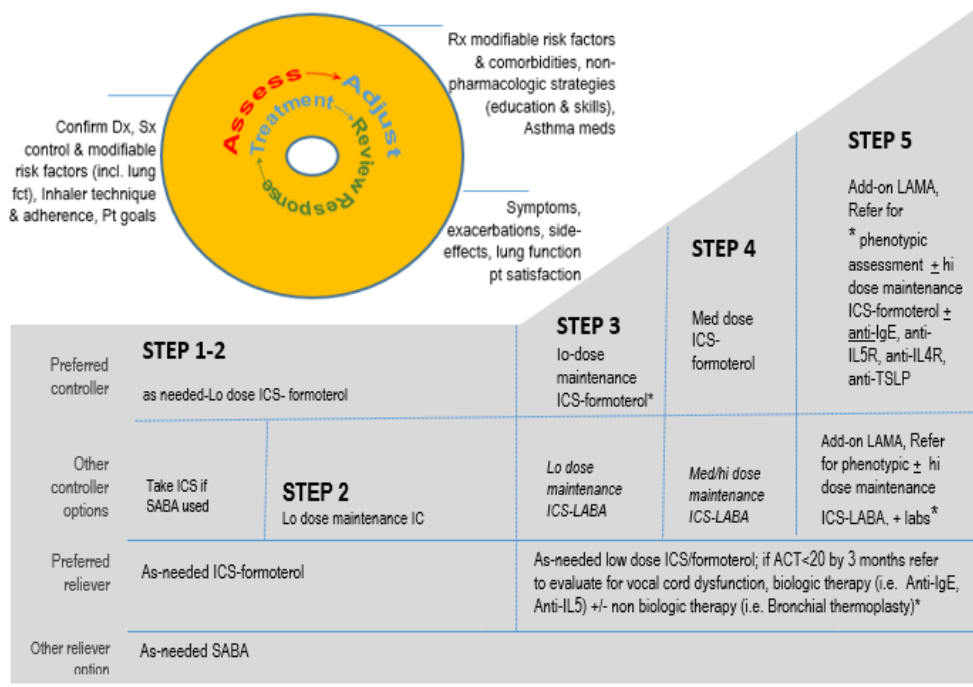 Rx modifiable risk factors
& comorbidities, non-
pharmacologic strategies
(education & skills),
Asthma meds
Confirm Dx, Sx
control & modifiable
risk factors (incl. lung
fct), Inhaler technique
& adherence, Pt goals
Assess
Adjust
Treatment
Review Response
Symptoms,
exacerbations, side-
effects, lung function
pt satisfaction
Preferred
controller
STEP 1-2
as needed-Lo dose ICS- formoterol
STEP 3
lo-dose
maintenance
ICS-formoterol*
STEP 4
Med dose
ICS-
formoterol
STEP 5
Add-on LAMA,
Refer for
* phenotypic
assessment + hi
dose maintenance
ICS-formoterol +
anti-IgE, anti-
IL5R, anti-IL4R,
anti-TSLP
Other
controller
options
Take ICS if
SABA used
STEP 2
Lo dose maintenance IC
Lo dose
maintenance
ICS-LABA
Med/hi dose
maintenance
ICS-LABA
Add-on LAMA, Refer
for phenotypic + hi
dose maintenance
ICS-LABA, + labs*
Preferred
reliever
As-needed ICS-formoterol
As-needed low dose ICS/formoterol; if ACT<20 by 3 months refer
to evaluate for vocal cord dysfunction, biologic therapy (i.e. Anti-IgE,
Anti-IL5) +/- non biologic therapy (i.e. Bronchial thermoplasty)*
Other reliever
option
As-needed SABA